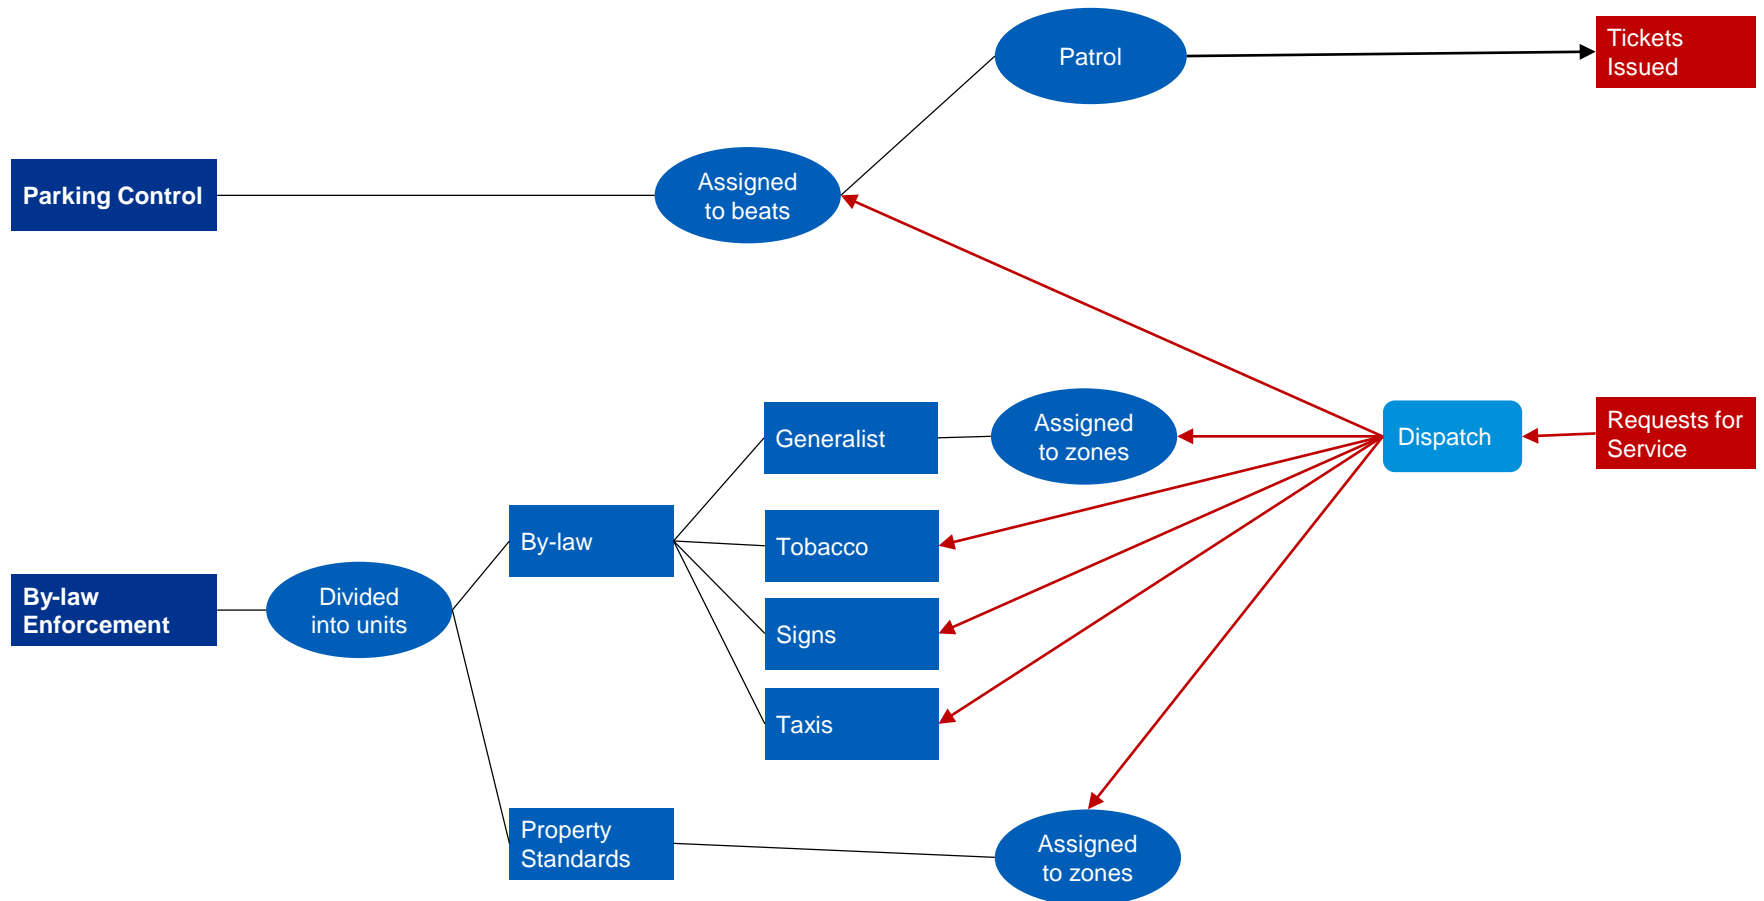 Patrol
Tickets
Issued
Parking Control
Assigned
to beats
Generalist
Assigned
to zones
Dispatch
Requests for
Service
By-law
Tobacco
By-law
Enforcement
Divided
into units
Signs
Taxis
Property
Standards
Assigned
to zones